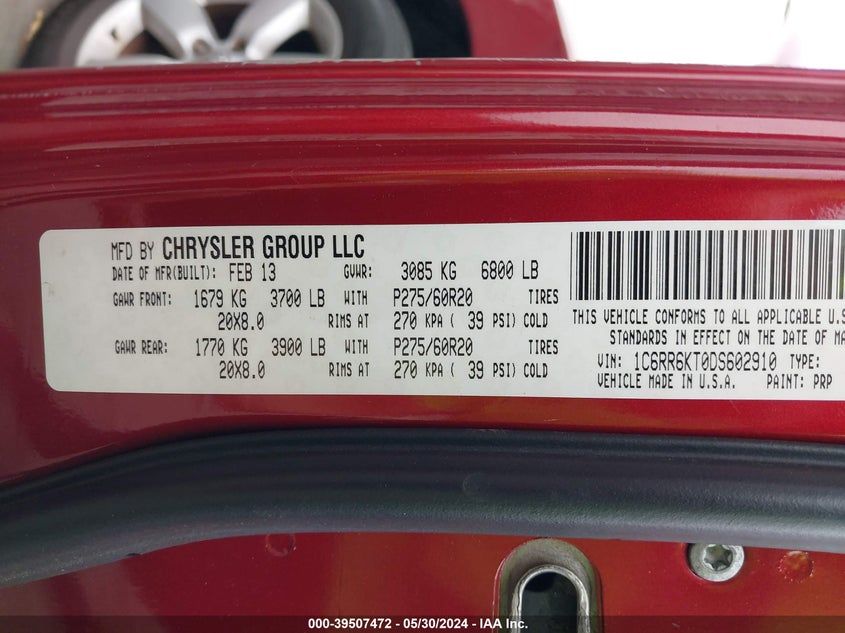 MFD BY CHRYSLER GROUP LLC
DATE OF MFR(BUILT): FEB 13 GVWR: 3085 KG 6800 LB
GAWR FRONT: 1679 KG 3700 LB WITH P275/60R20 TIRES
20X8.0 RIMS AT 270 KPA ( 39 PSI) COLD
GAWR REAR: 1770 KG 3900 LB WITH P275/60R20 TIRES
20X8.0 RIMS AT 270 KPA ( 39 PSI) COLD
THIS VEHICLE CONFORMS TO ALL APPLICABLE U.S
STANDARDS IN EFFECT ON THE DATE OF MA
VIN: 1C6RR6KT0DS602910 TYPE:
VEHICLE MADE IN U.S.A. PAINT: PRP
000-39507472 - 05/30/2024 - IAA Inc.